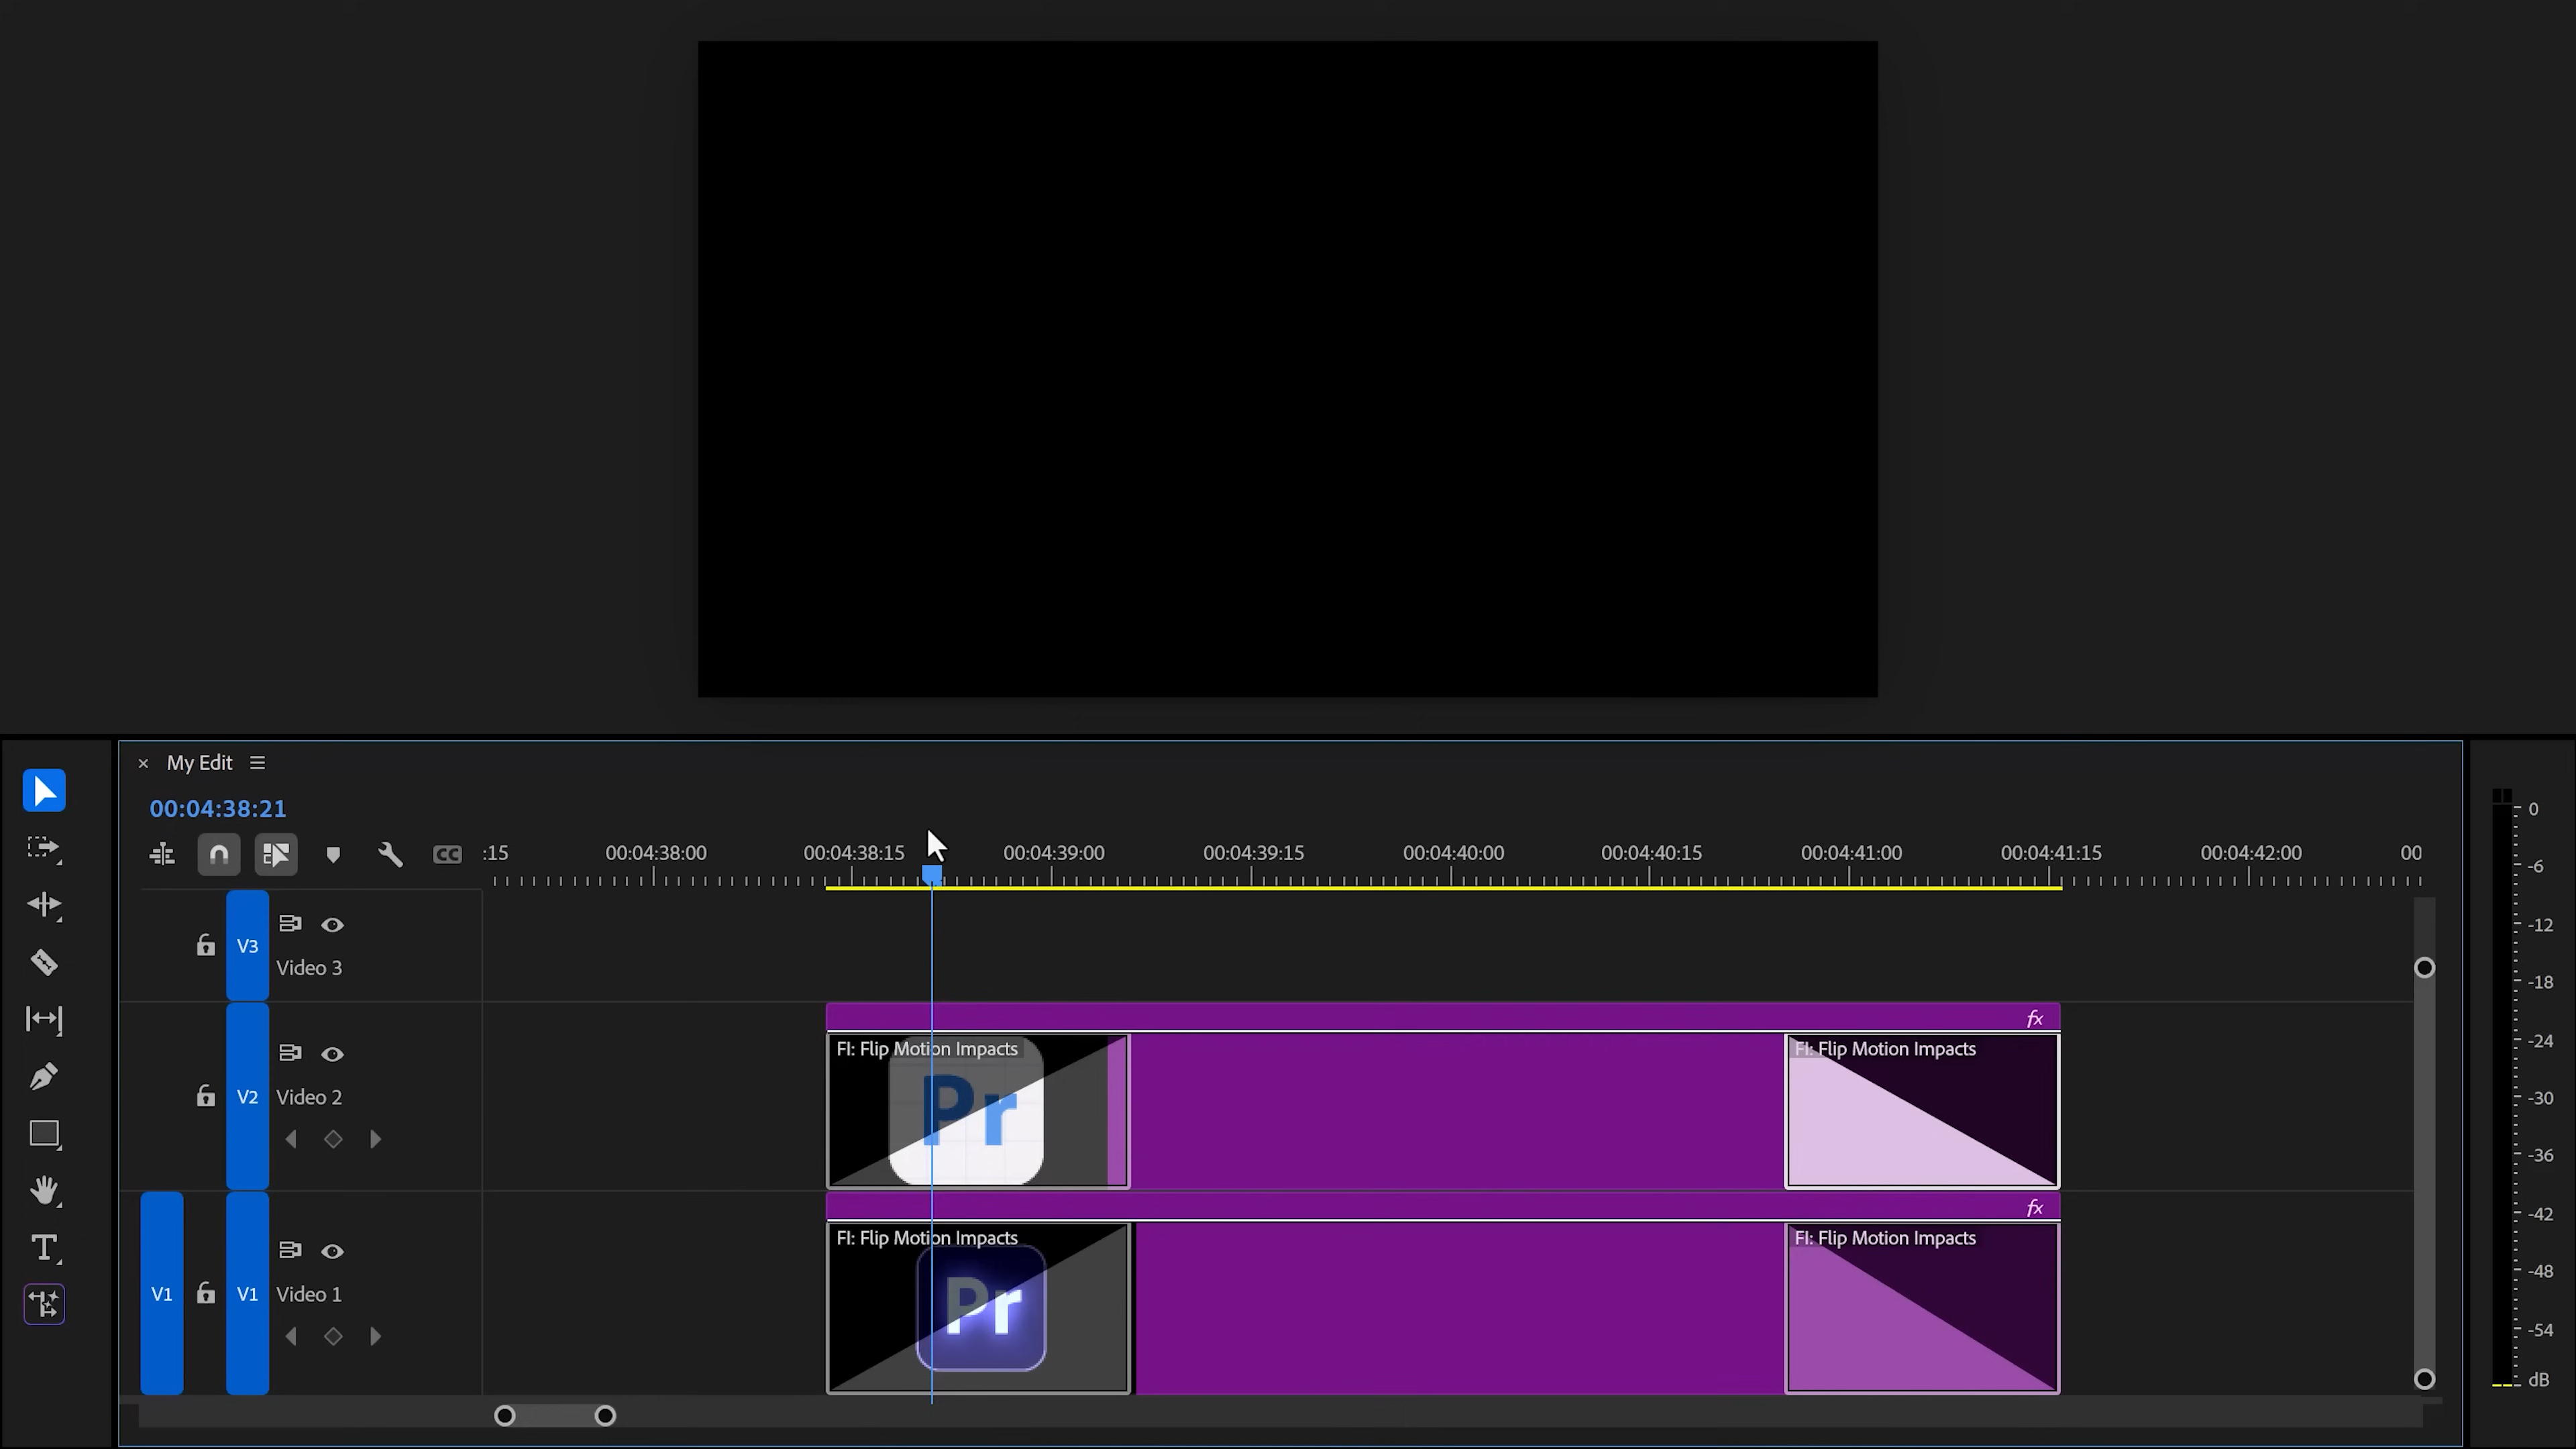 My Edit
00:04:38:21
CC :15 00:04:38:00 00:04:38:15 00:04:39:00 00:04:39:15 00:04:40:00 00:04:40:15 00:04:41:00 00:04:41:15 00:04:42:00 00
V3
Video 3
fx
FI: Flip Motion Impacts
FI: Flip Motion Impacts
Pr
V2
Video 2
fx
FI: Flip Motion Impacts
FI: Flip Motion Impacts
Pr
V1
V1
Video 1
T
0
-6
-12
-18
-24
-30
-36
-42
-48
-54
dB